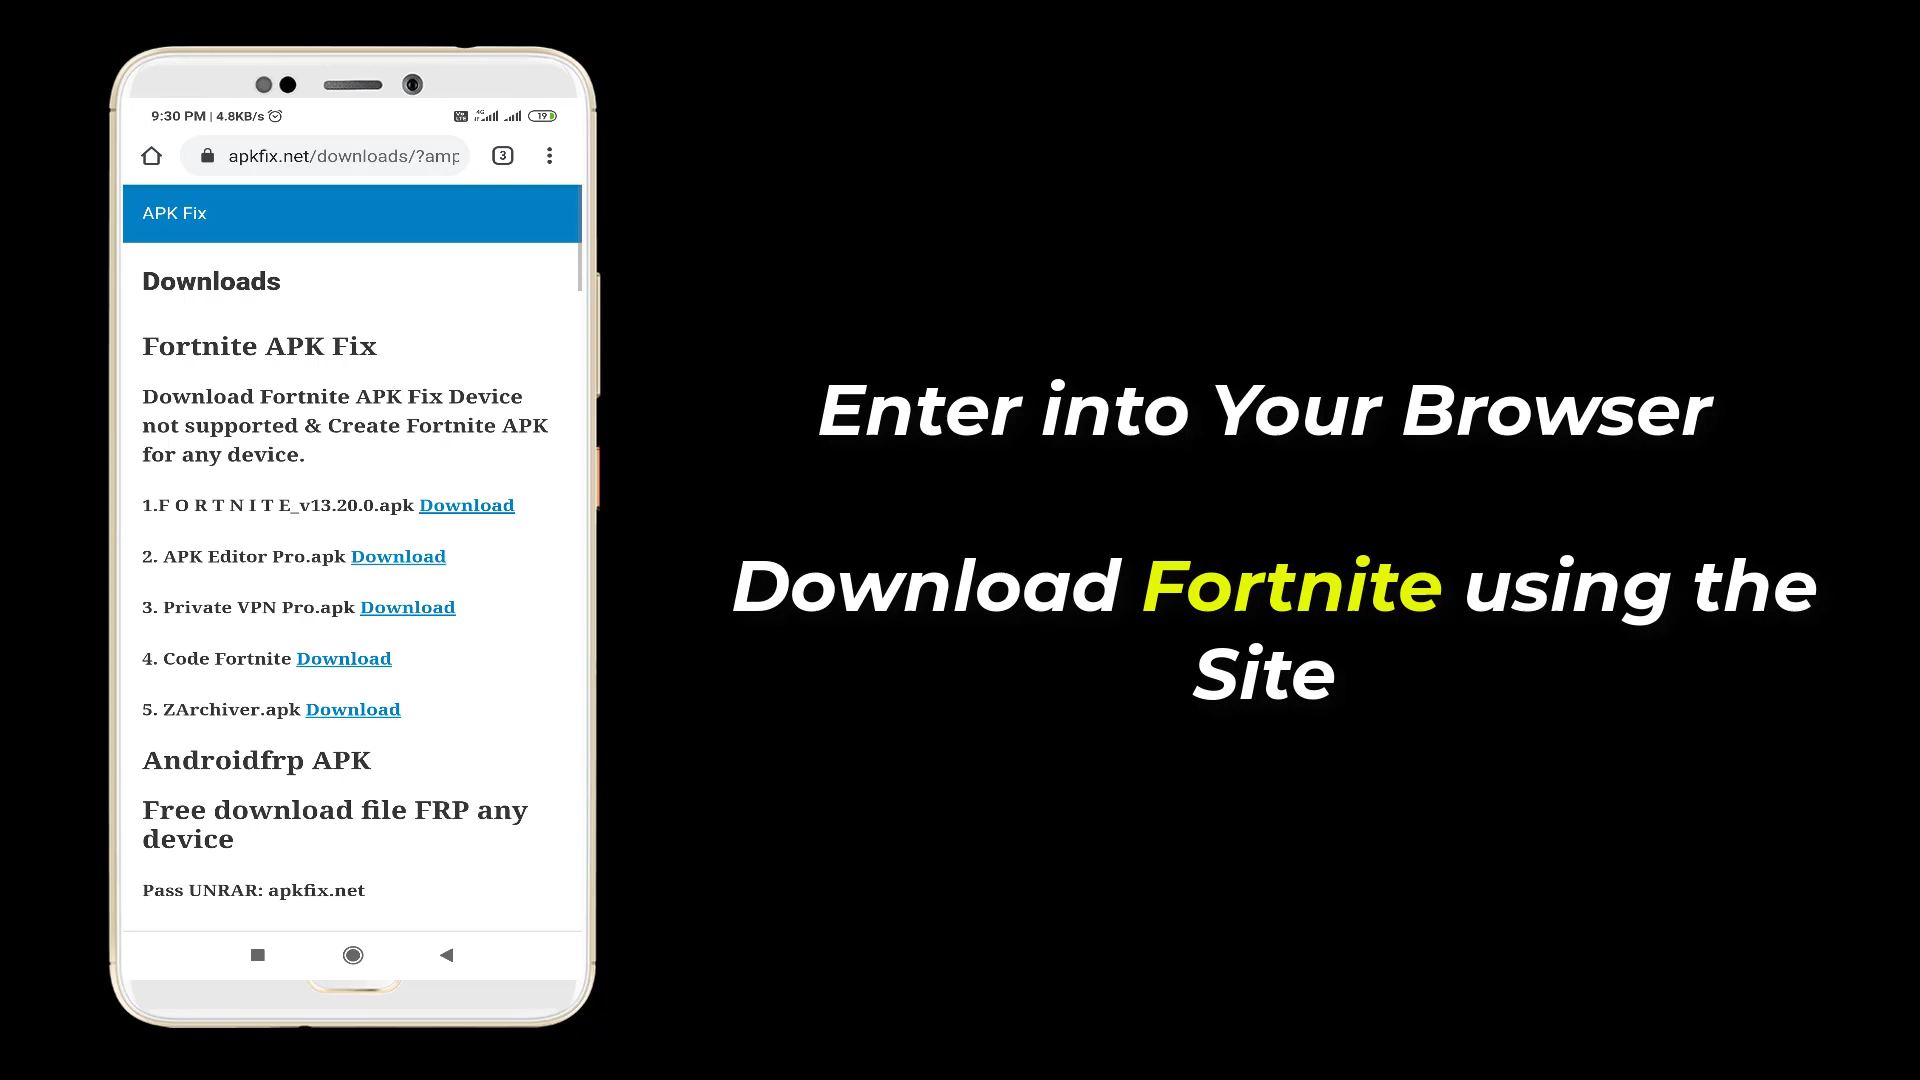 9:30 PM | 4.8KB/s
4G
19
apkfix.net/downloads/?amp
3
APK Fix
Downloads
Fortnite APK Fix
Download Fortnite APK Fix Device
not supported & Create Fortnite APK
for any device.
1.F O R T N I T E_v13.20.0.apk Download
2. APK Editor Pro.apk Download
3. Private VPN Pro.apk Download
4. Code Fortnite Download
5. ZArchiver.apk Download
Androidfrp APK
Free download file FRP any
device
Pass UNRAR: apkfix.net
Enter into Your Browser
Download Fortnite using the
Site